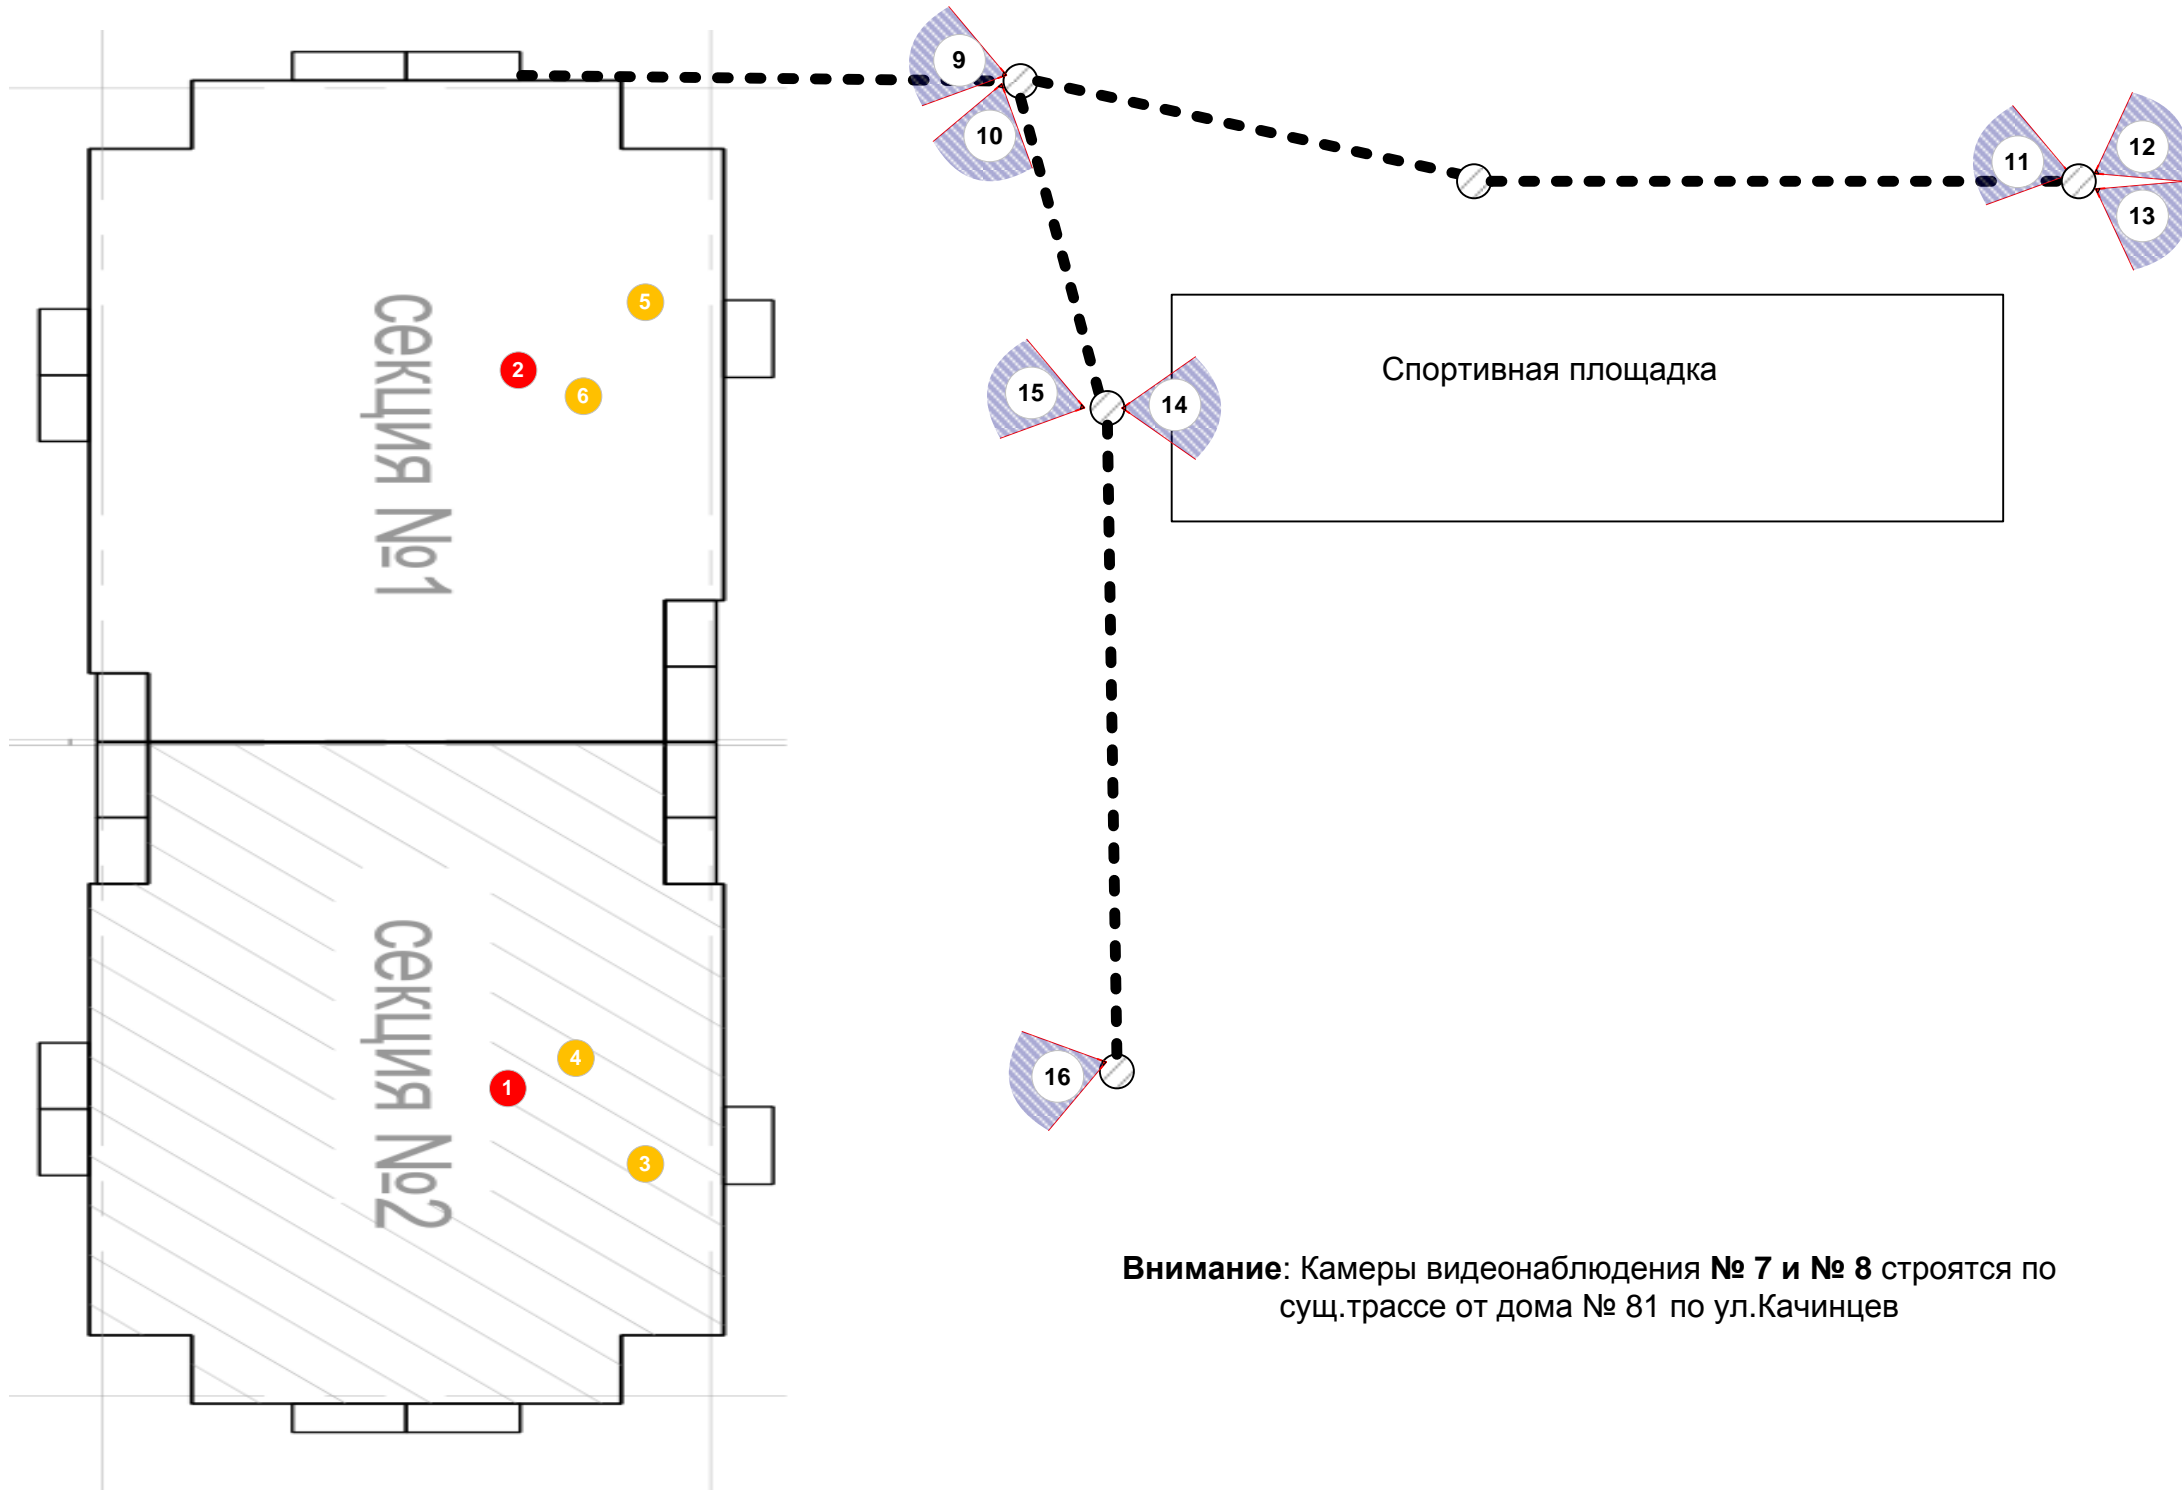 9
10
11
12
13
5
2
6
15
14
Спортивная площадка
секция №1
16
секция №2
4
1
3
Внимание: Камеры видеонаблюдения № 7 и № 8 строятся по
сущ.трассе от дома № 81 по ул.Качинцев